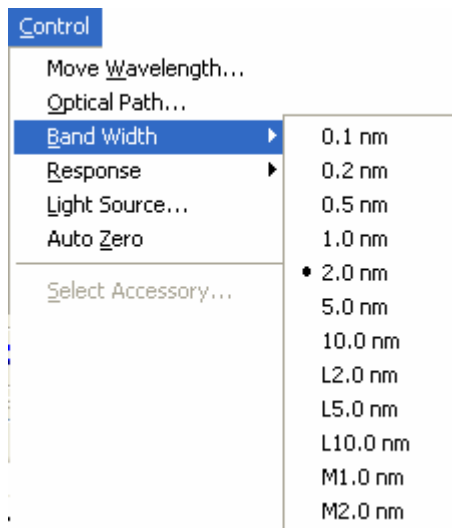 Control
Move Wavelength...
Optical Path...
Band Width
Response
Light Source...
Auto Zero
Select Accessory...
0.1 nm
0.2 nm
0.5 nm
1.0 nm
2.0 nm
5.0 nm
10.0 nm
L2.0 nm
L5.0 nm
L10.0 nm
M1.0 nm
M2.0 nm